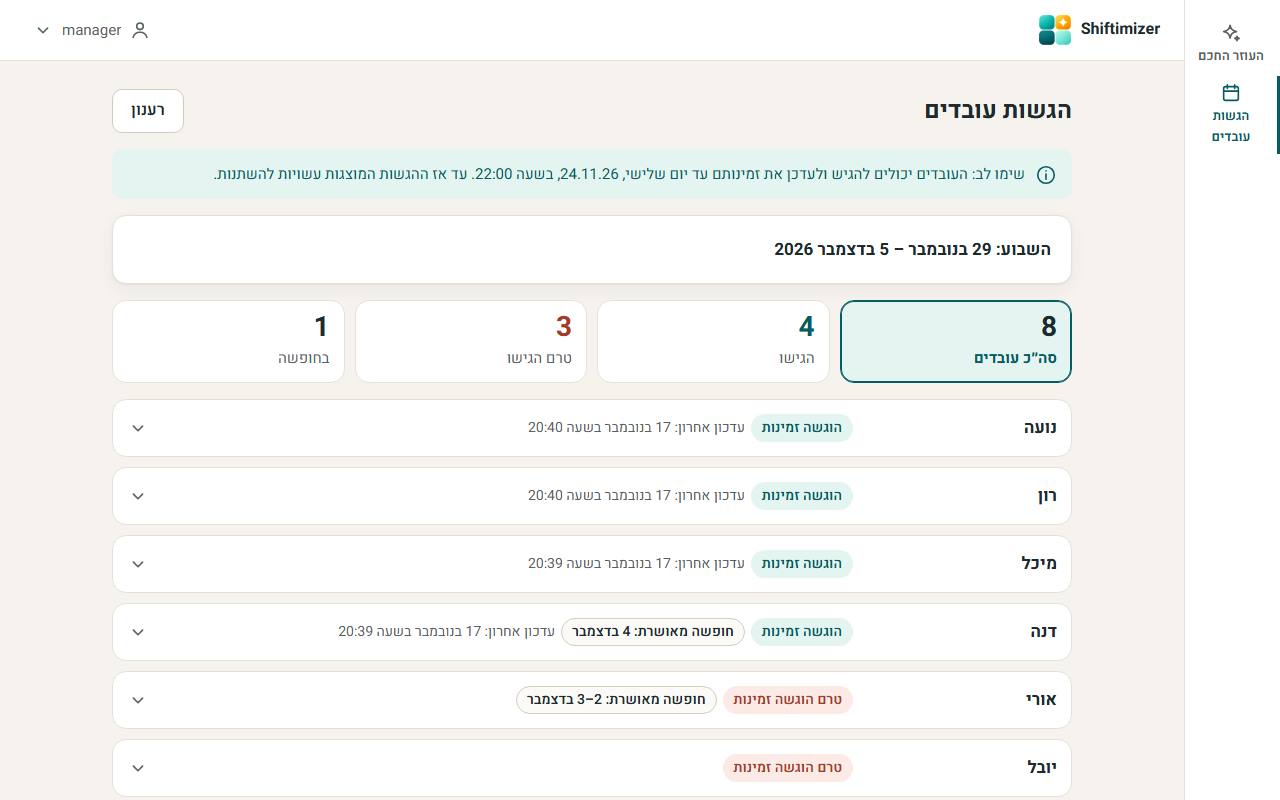 Shiftimizer
manager
העוזר החכם
הגשות
עובדים
הגשות עובדים
רענון
שימו לב: העובדים יכולים להגיש ולעדכן את זמינותם עד יום שלישי, 24.11.26, בשעה 22:00. עד אז ההגשות המוצגות עשויות להשתנות.
השבוע: 29 בנובמבר – 5 בדצמבר 2026
8
סה״כ עובדים
4
הגישו
3
טרם הגישו
1
בחופשה
נועה הוגשה זמינות עדכון אחרון: 17 בנובמבר בשעה 20:40
רון הוגשה זמינות עדכון אחרון: 17 בנובמבר בשעה 20:40
מיכל הוגשה זמינות עדכון אחרון: 17 בנובמבר בשעה 20:39
דנה הוגשה זמינות חופשה מאושרת: 4 בדצמבר עדכון אחרון: 17 בנובמבר בשעה 20:39
אורי טרם הוגשה זמינות חופשה מאושרת: 2–3 בדצמבר
יובל טרם הוגשה זמינות